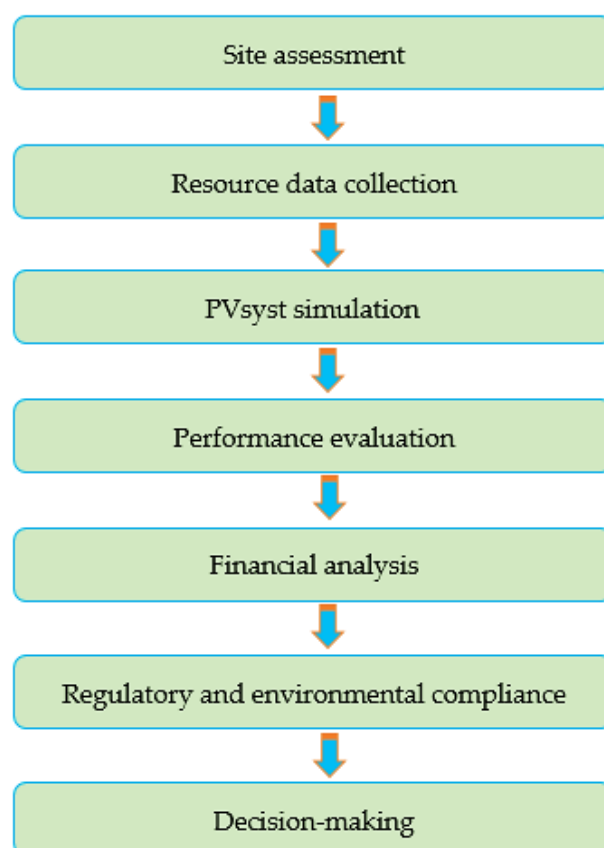 Site assessment
Resource data collection
PVsyst simulation
Performance evaluation
Financial analysis
Regulatory and environmental compliance
Decision-making